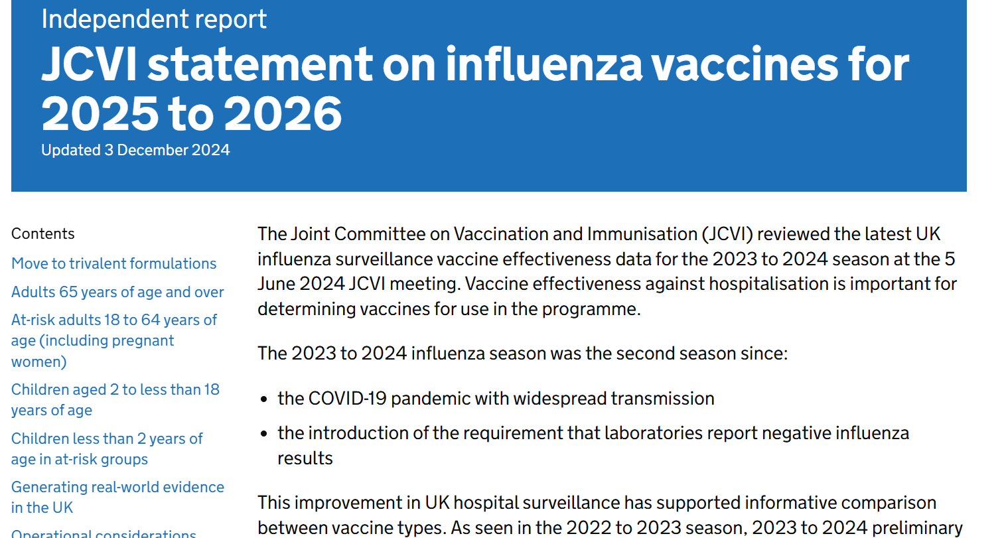 Independent report
JCVI statement on influenza vaccines for
2025 to 2026
Updated 3 December 2024
Contents
Move to trivalent formulations
Adults 65 years of age and over
At-risk adults 18 to 64 years of
age (including pregnant
women)
Children aged 2 to less than 18
years of age
Children less than 2 years of
age in at-risk groups
Generating real-world evidence
in the UK
Operational considerations
The Joint Committee on Vaccination and Immunisation (JCVI) reviewed the latest UK
influenza surveillance vaccine effectiveness data for the 2023 to 2024 season at the 5
June 2024 JCVI meeting. Vaccine effectiveness against hospitalisation is important for
determining vaccines for use in the programme.
The 2023 to 2024 influenza season was the second season since:
• the COVID-19 pandemic with widespread transmission
• the introduction of the requirement that laboratories report negative influenza
results
This improvement in UK hospital surveillance has supported informative comparison
between vaccine types. As seen in the 2022 to 2023 season, 2023 to 2024 preliminary